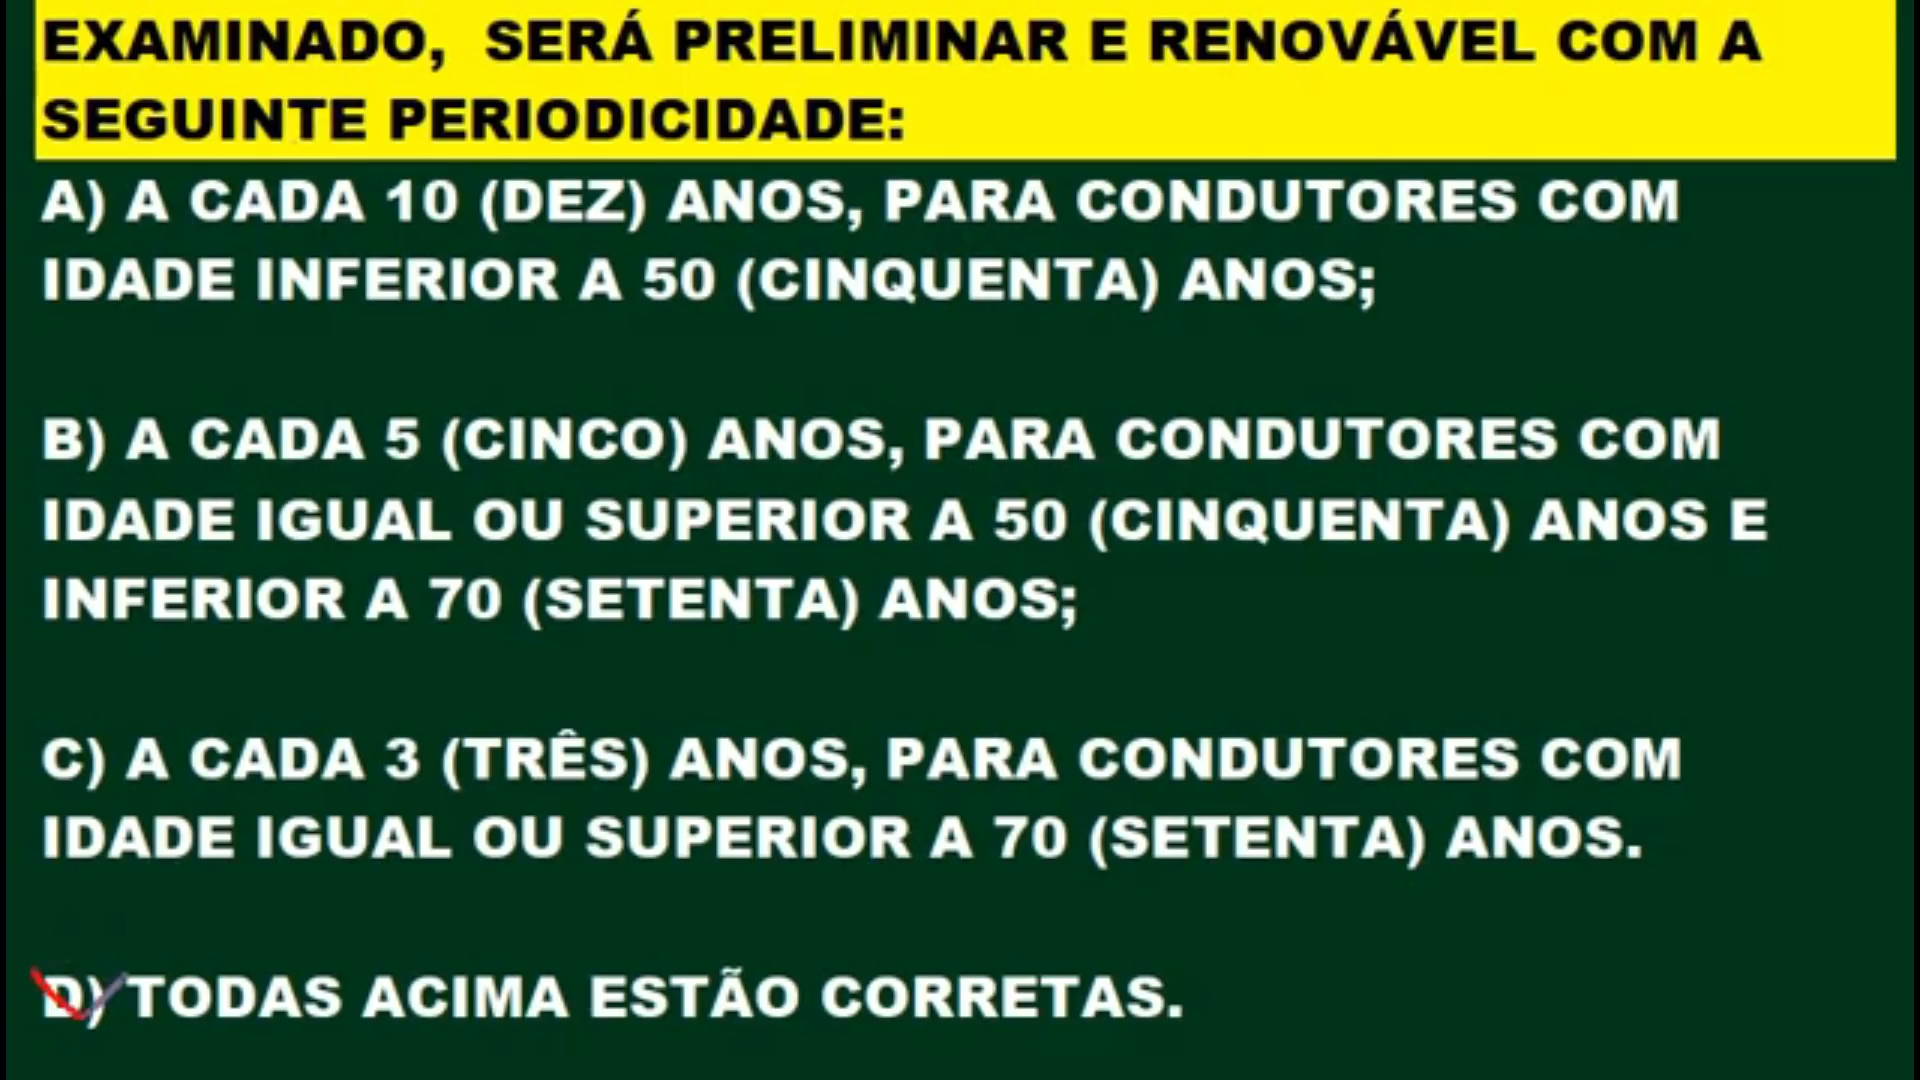 EXAMINADO, SERÁ PRELIMINAR E RENOVÁVEL COM A
SEGUINTE PERIODICIDADE:
A) A CADA 10 (DEZ) ANOS, PARA CONDUTORES COM
IDADE INFERIOR A 50 (CINQUENTA) ANOS;
B) A CADA 5 (CINCO) ANOS, PARA CONDUTORES COM
IDADE IGUAL OU SUPERIOR A 50 (CINQUENTA) ANOS E
INFERIOR A 70 (SETENTA) ANOS;
C) A CADA 3 (TRÊS) ANOS, PARA CONDUTORES COM
IDADE IGUAL OU SUPERIOR A 70 (SETENTA) ANOS.
D) TODAS ACIMA ESTÃO CORRETAS.